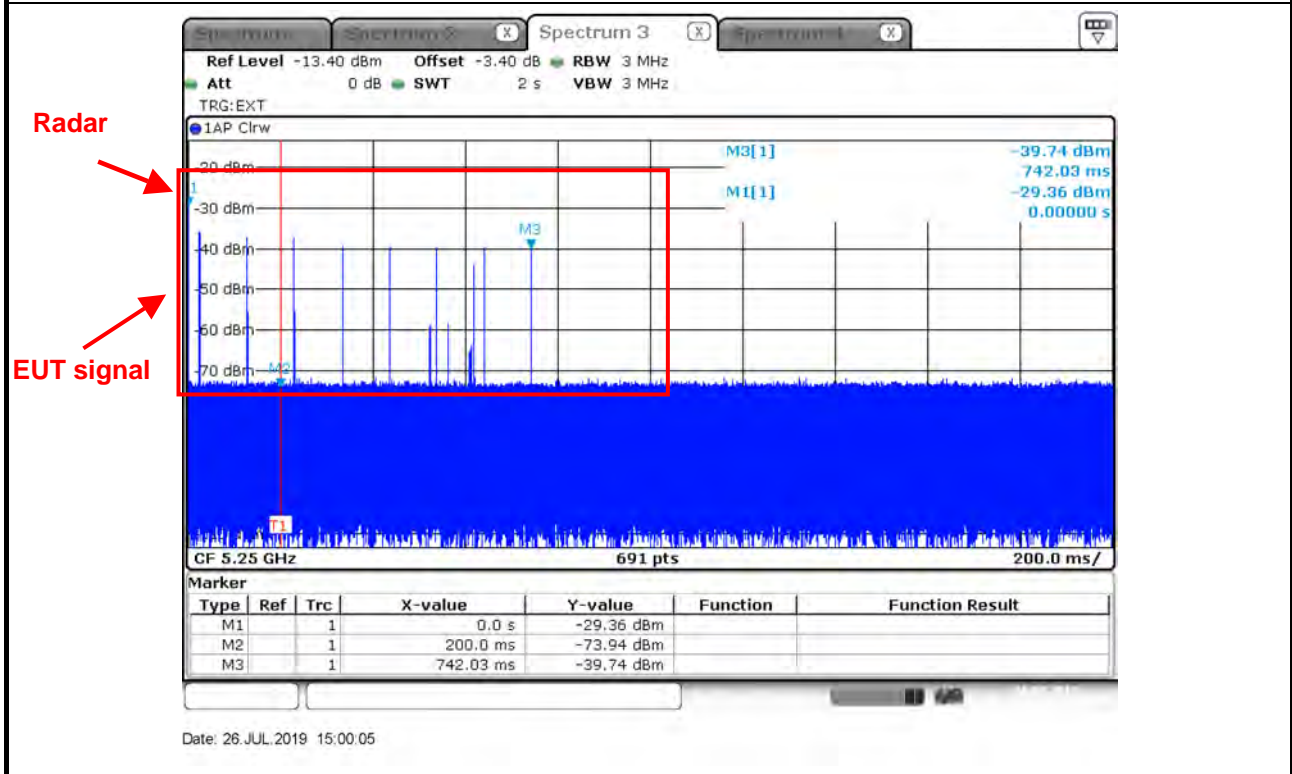 Spectrum 3
Ref Level -13.40 dBm Offset -3.40 dB RBW 3 MHz
Att 0 dB SWT 2 s VBW 3 MHz
TRG:EXT
1AP Clrw
Radar
EUT signal
M3[1] -39.74 dBm
742.03 ms
M1[1] -29.36 dBm
0.00000 s
-20 dBm
1
-30 dBm
M3
-40 dBm
-50 dBm
-60 dBm
-70 dBm
M2
T1
CF 5.25 GHz 691 pts 200.0 ms/
Marker
Type Ref Trc X-value Y-value Function Function Result
M1 1 0.0 s -29.36 dBm
M2 1 200.0 ms -73.94 dBm
M3 1 742.03 ms -39.74 dBm
Date: 26.JUL.2019 15:00:05